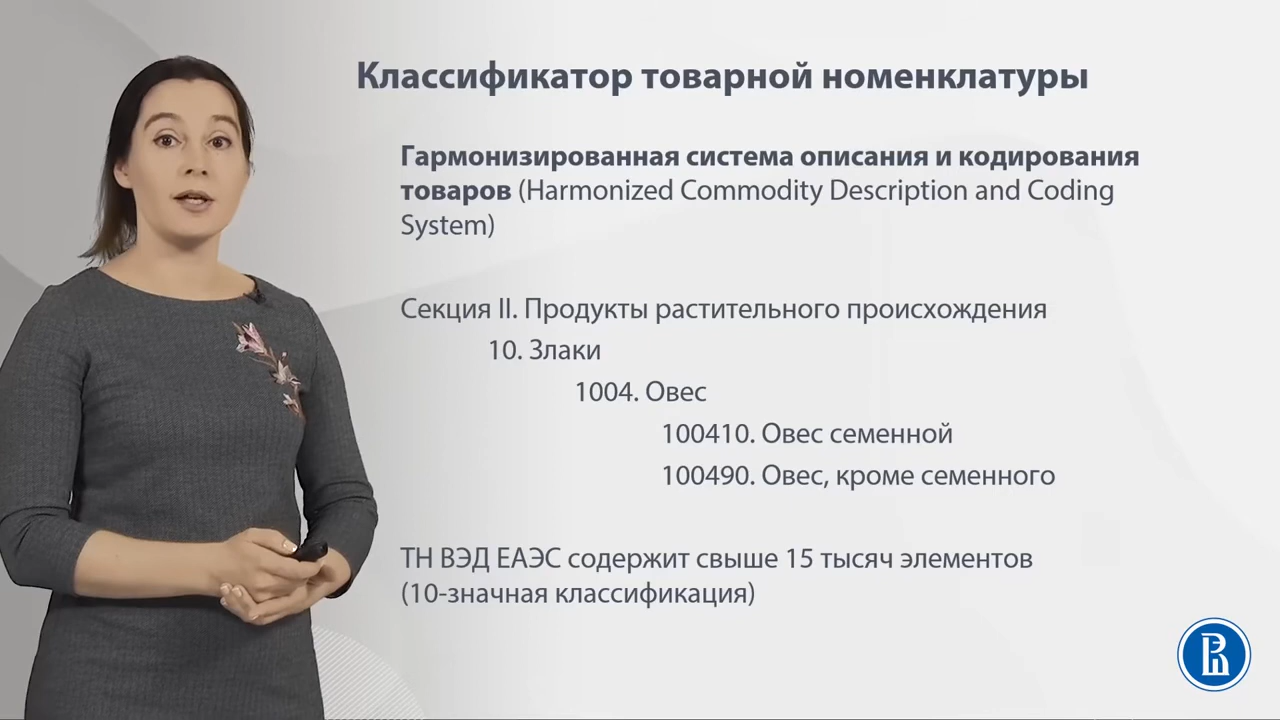 Классификатор товарной номенклатуры
Гармонизированная система описания и кодирования
товаров (Harmonized Commodity Description and Coding
System)
Секция II. Продукты растительного происхождения
10. Злаки
1004. Овес
100410. Овес семенной
100490. Овес, кроме семенного
ТН ВЭД ЕАЭС содержит свыше 15 тысяч элементов
(10-значная классификация)